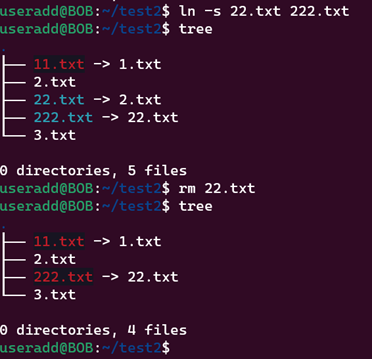 useradd@BOB:~/test2$ ln -s 22.txt 222.txt
useradd@BOB:~/test2$ tree
.
├── 11.txt -> 1.txt
├── 2.txt
├── 22.txt -> 2.txt
├── 222.txt -> 22.txt
└── 3.txt

0 directories, 5 files
useradd@BOB:~/test2$ rm 22.txt
useradd@BOB:~/test2$ tree
.
├── 11.txt -> 1.txt
├── 2.txt
├── 222.txt -> 22.txt
└── 3.txt

0 directories, 4 files
useradd@BOB:~/test2$